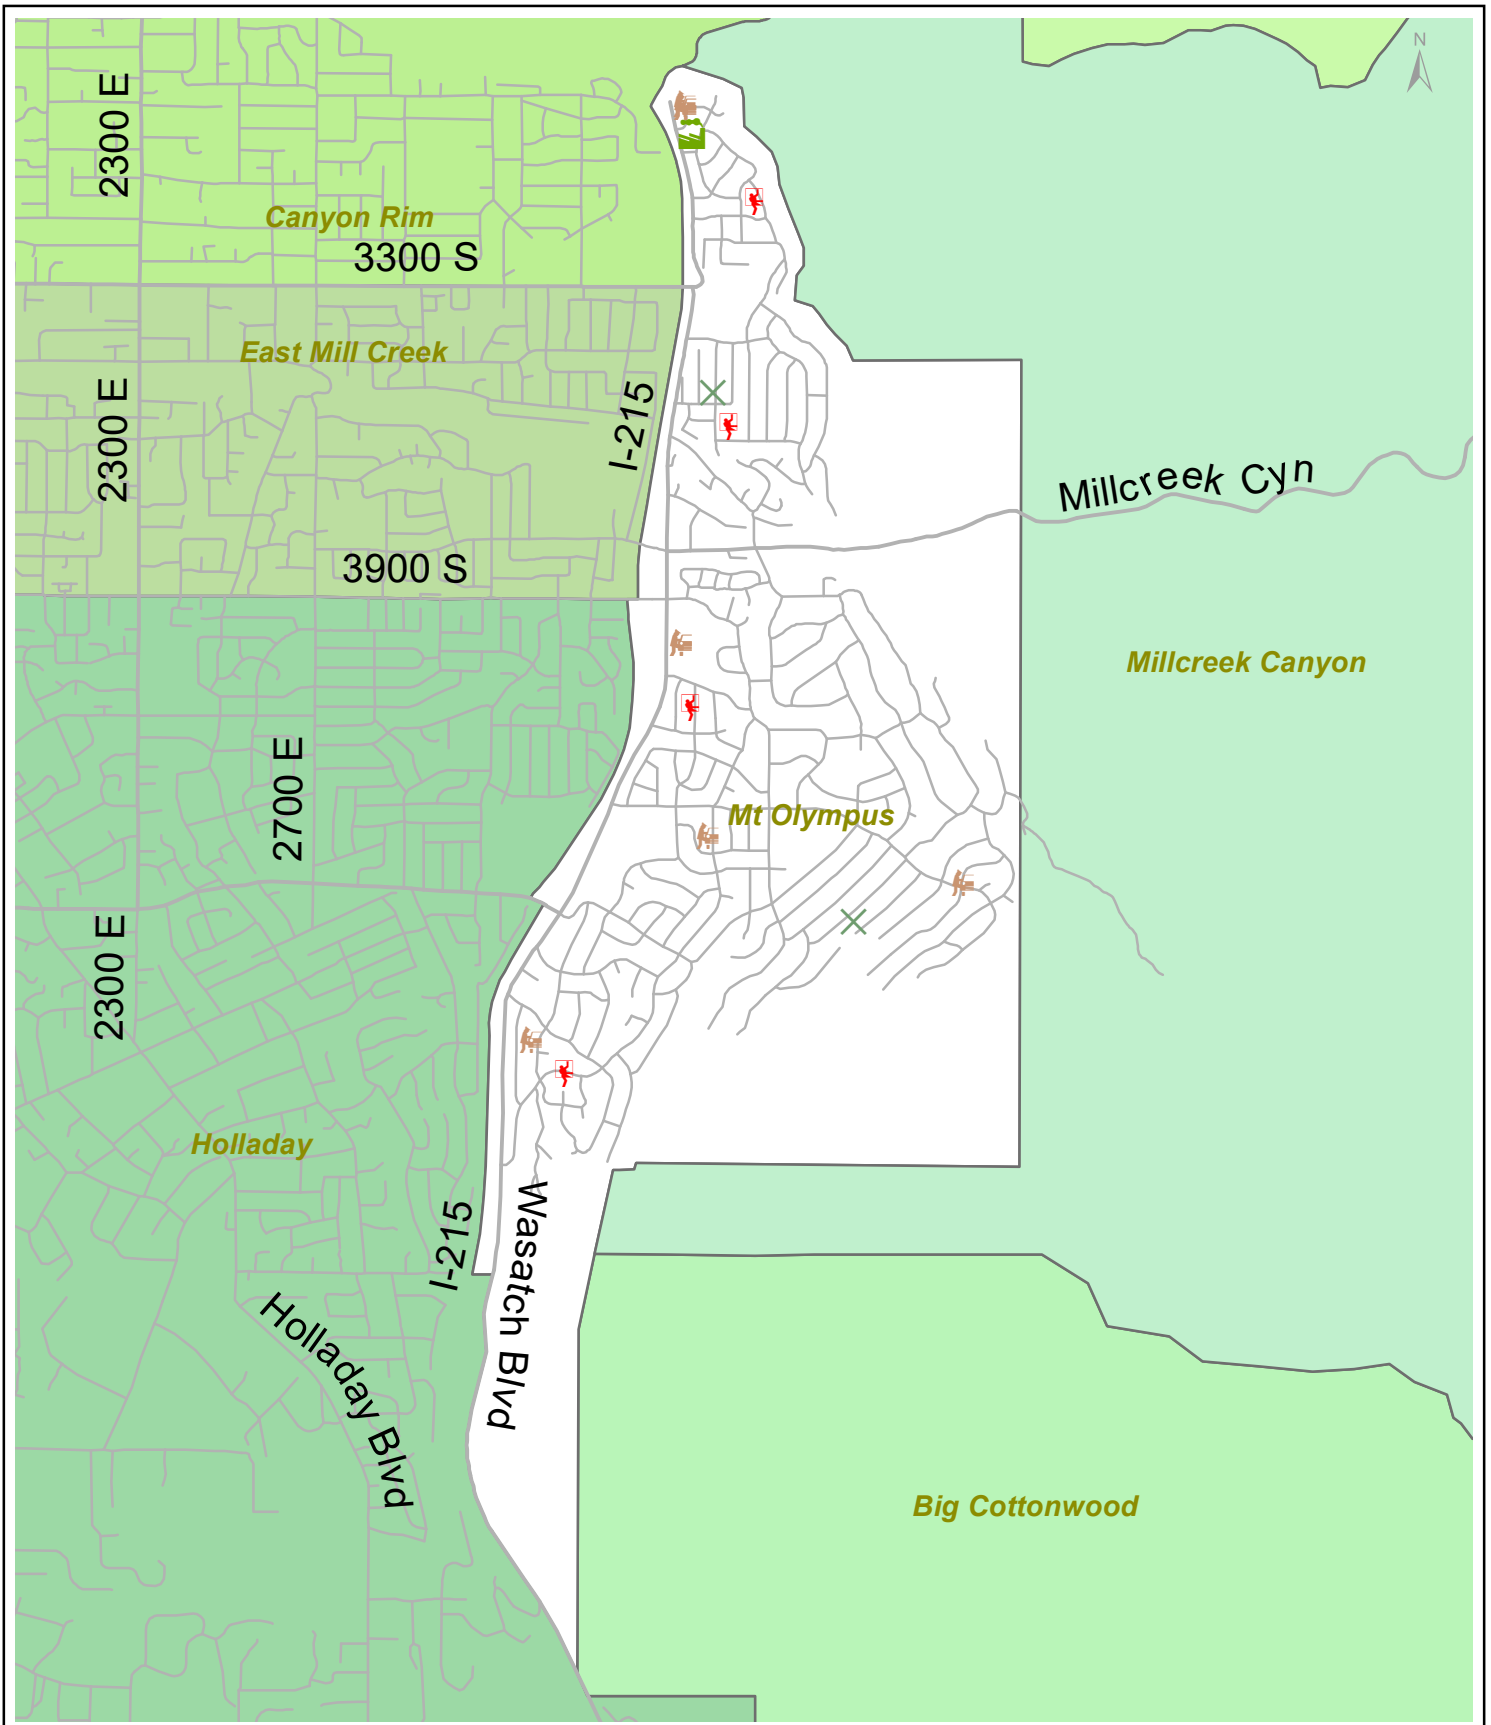 N
2300 E
Canyon Rim
3300 S
East Mill Creek
2300 E
I-215
Millcreek Cyn
3900 S
Millcreek Canyon
2700 E
Mt Olympus
2300 E
Holladay
I-215
Wasatch Blvd
Holladay Blvd
Big Cottonwood